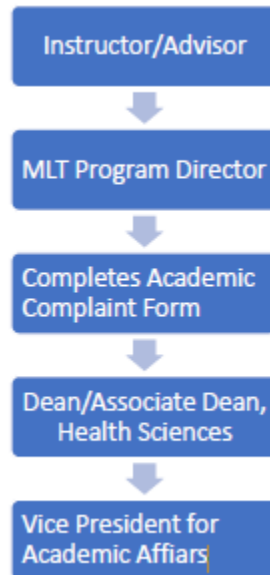 Instructor/Advisor
MLT Program Director
Completes Academic
Complaint Form
Dean/Associate Dean,
Health Sciences
Vice President for
Academic Affiars